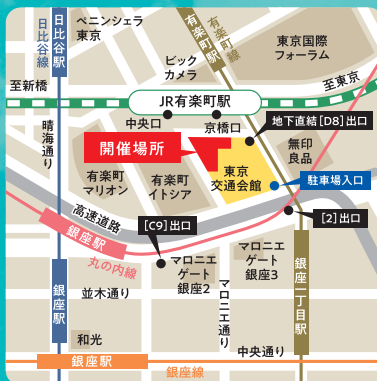 ペニンシェラ
東京
日比谷線
日比谷駅
有楽町駅
有楽町線
ビック
カメラ
東京国際
フォーラム
至新橋
至東京
JR有楽町駅
中央口
京橋口
地下直結[D8]出口
晴海通り
開催場所
無印
良品
有楽町
マリオン
有楽町
イトシア
東京
交通会館
駐車場入口
高速道路
[C9]出口
[2]出口
銀座駅
丸の内線
マロニエ
ゲート
銀座2
マロニエ
ゲート
銀座3
銀座一丁目駅
銀座駅
並木通り
マロニエ通り
和光
中央通り
銀座駅
銀座線